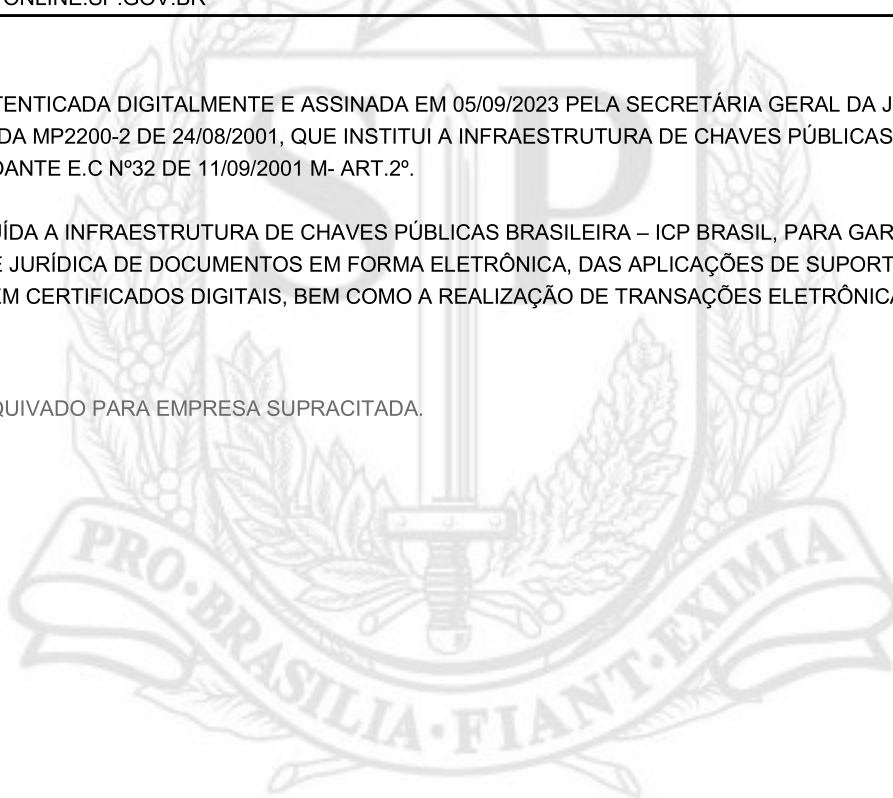 ONLINE.SP.GOV.BR
TENTICADA DIGITALMENTE E ASSINADA EM 05/09/2023 PELA SECRETÁRIA GERAL DA J
DA MP2200-2 DE 24/08/2001, QUE INSTITUI A INFRAESTRUTURA DE CHAVES PÚBLICAS
DANTE E.C Nº32 DE 11/09/2001 M- ART.2º.
ÍDA A INFRAESTRUTURA DE CHAVES PÚBLICAS BRASILEIRA – ICP BRASIL, PARA GAR
E JURÍDICA DE DOCUMENTOS EM FORMA ELETRÔNICA, DAS APLICAÇÕES DE SUPORT
EM CERTIFICADOS DIGITAIS, BEM COMO A REALIZAÇÃO DE TRANSAÇÕES ELETRÔNICA
QUIVADO PARA EMPRESA SUPRACITADA.
SP
PRO·BRASILIA·FIANT·EXIMIA